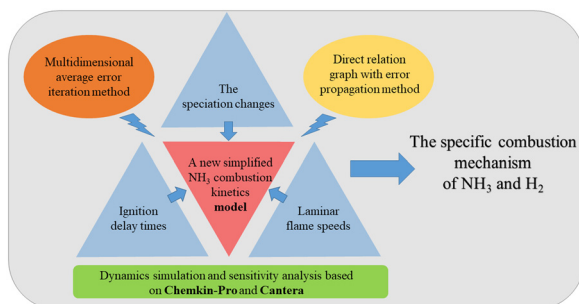 Multidimensional
average error
iteration method
The
speciation changes
Direct relation
graph with error
propagation method
A new simplified
NH₃ combustion
kinetics
model
Ignition
delay times
Laminar
flame speeds
The specific combustion
mechanism
of NH₃ and H₂
Dynamics simulation and sensitivity analysis based
on Chemkin-Pro and Cantera